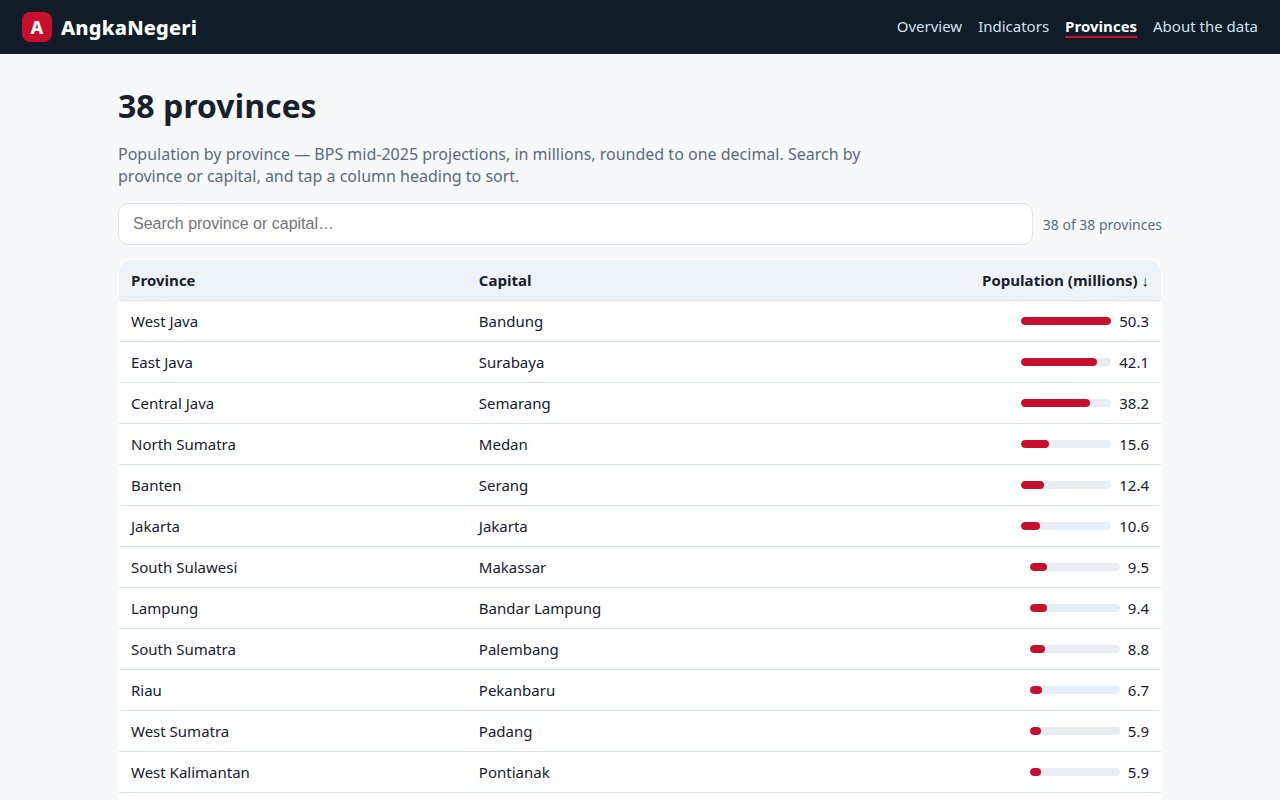 A AngkaNegeri
Overview Indicators Provinces About the data
38 provinces
Population by province — BPS mid-2025 projections, in millions, rounded to one decimal. Search by
province or capital, and tap a column heading to sort.
Search province or capital…
38 of 38 provinces
Province Capital Population (millions) ↓
West Java Bandung 50.3
East Java Surabaya 42.1
Central Java Semarang 38.2
North Sumatra Medan 15.6
Banten Serang 12.4
Jakarta Jakarta 10.6
South Sulawesi Makassar 9.5
Lampung Bandar Lampung 9.4
South Sumatra Palembang 8.8
Riau Pekanbaru 6.7
West Sumatra Padang 5.9
West Kalimantan Pontianak 5.9